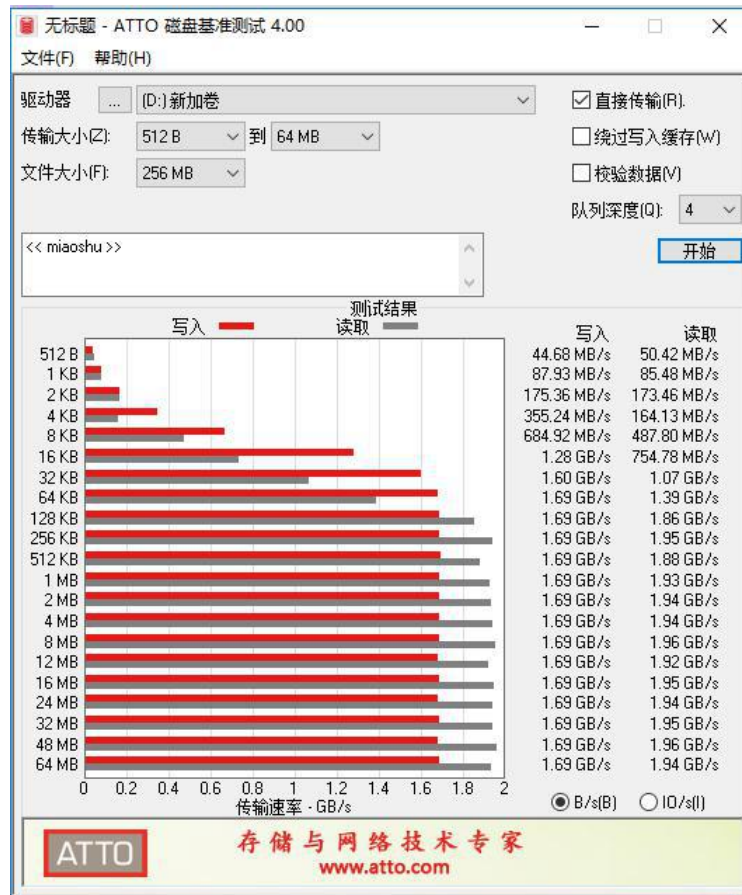 无标题 - ATTO 磁盘基准测试 4.00
文件(F) 帮助(H)
驱动器 ... (D:)新加卷 直接传输(R).
传输大小(Z): 512 B 到 64 MB 绕过写入缓存(W)
文件大小(F): 256 MB 校验数据(V)
队列深度(Q): 4
<< miaoshu >> 开始
测试结果
写入 读取 写入 读取
512 B 44.68 MB/s 50.42 MB/s
1 KB 87.93 MB/s 85.48 MB/s
2 KB 175.36 MB/s 173.46 MB/s
4 KB 355.24 MB/s 164.13 MB/s
8 KB 684.92 MB/s 487.80 MB/s
16 KB 1.28 GB/s 754.78 MB/s
32 KB 1.60 GB/s 1.07 GB/s
64 KB 1.69 GB/s 1.39 GB/s
128 KB 1.69 GB/s 1.86 GB/s
256 KB 1.69 GB/s 1.95 GB/s
512 KB 1.69 GB/s 1.88 GB/s
1 MB 1.69 GB/s 1.93 GB/s
2 MB 1.69 GB/s 1.94 GB/s
4 MB 1.69 GB/s 1.94 GB/s
8 MB 1.69 GB/s 1.96 GB/s
12 MB 1.69 GB/s 1.92 GB/s
16 MB 1.69 GB/s 1.95 GB/s
24 MB 1.69 GB/s 1.94 GB/s
32 MB 1.69 GB/s 1.95 GB/s
48 MB 1.69 GB/s 1.96 GB/s
64 MB 1.69 GB/s 1.94 GB/s
0 0.2 0.4 0.6 0.8 1 1.2 1.4 1.6 1.8 2
传输速率 - GB/s B/s(B) IO/s(I)
ATTO 存储与网络技术专家
www.atto.com